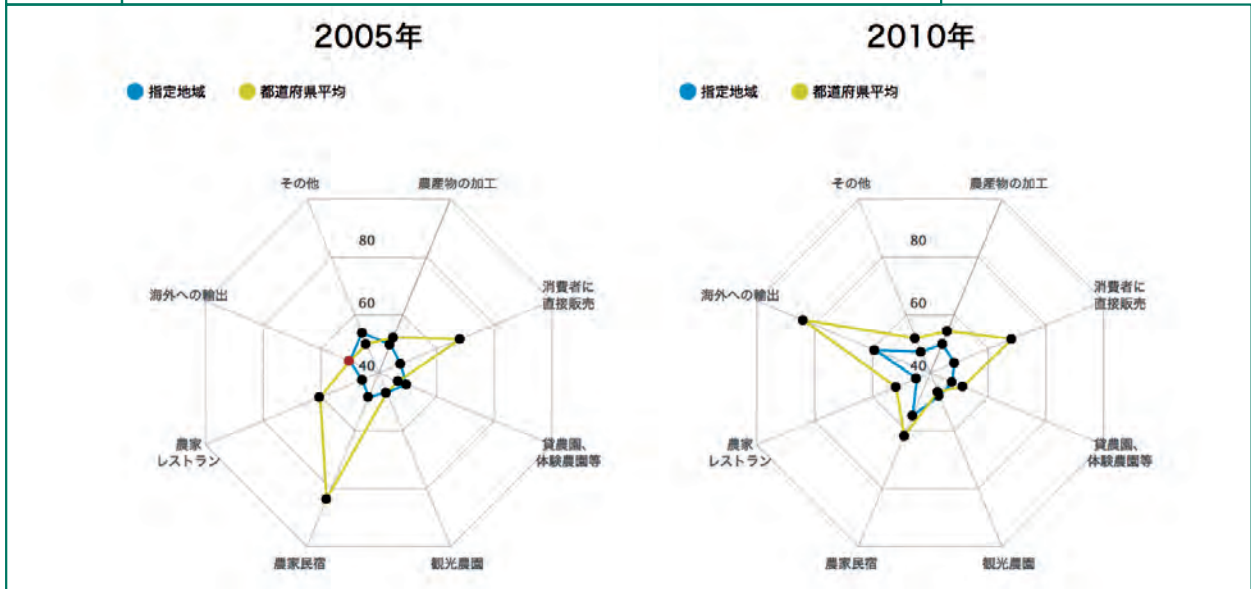 2005年
指定地域 都道府県平均
その他
農産物の加工
80
海外への輸出
消費者に
直接販売
60
40
農家
レストラン
貸農園、
体験農園等
農家民宿
観光農園
2010年
指定地域 都道府県平均
その他
農産物の加工
80
海外への輸出
消費者に
直接販売
60
40
農家
レストラン
貸農園、
体験農園等
農家民宿
観光農園